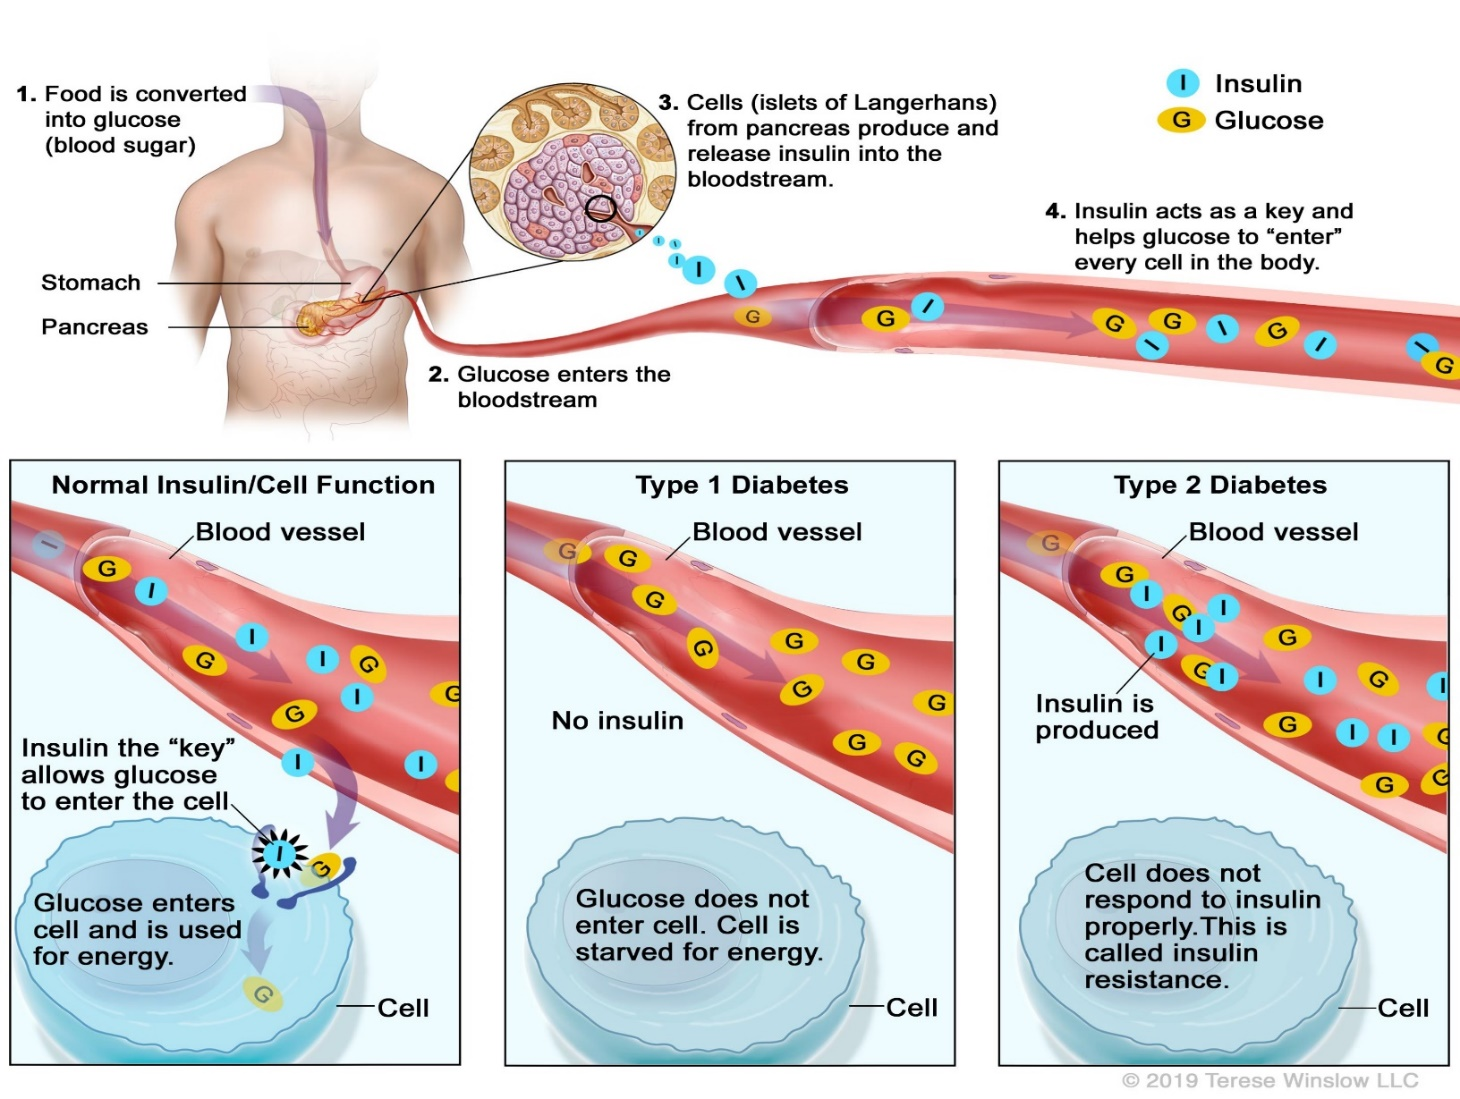 1. Food is converted
into glucose
(blood sugar)
Stomach
Pancreas
2. Glucose enters the
bloodstream
3. Cells (islets of Langerhans)
from pancreas produce and
release insulin into the
bloodstream.
I Insulin
G Glucose
4. Insulin acts as a key and
helps glucose to “enter”
every cell in the body.
I
I
I
I
I
G
G
I
G
I
G
I
G
I
I
G
Normal Insulin/Cell Function
Blood vessel
I
G
I
I
G
I
G
I
G
G
I
I
Insulin the “key”
allows glucose
to enter the cell
I
G
Glucose enters
cell and is used
for energy.
G
Cell
Type 1 Diabetes
Blood vessel
G
G
G
G
G
G
G
G
G
G
No insulin
Glucose does not
enter cell. Cell is
starved for energy.
Cell
Type 2 Diabetes
Blood vessel
G
G
I
G
I
I
I
G
G
I
I
G
I
G
I
I
G
G
G
Insulin is
produced
Cell does not
respond to insulin
properly.This is
called insulin
resistance.
Cell
© 2019 Terese Winslow LLC